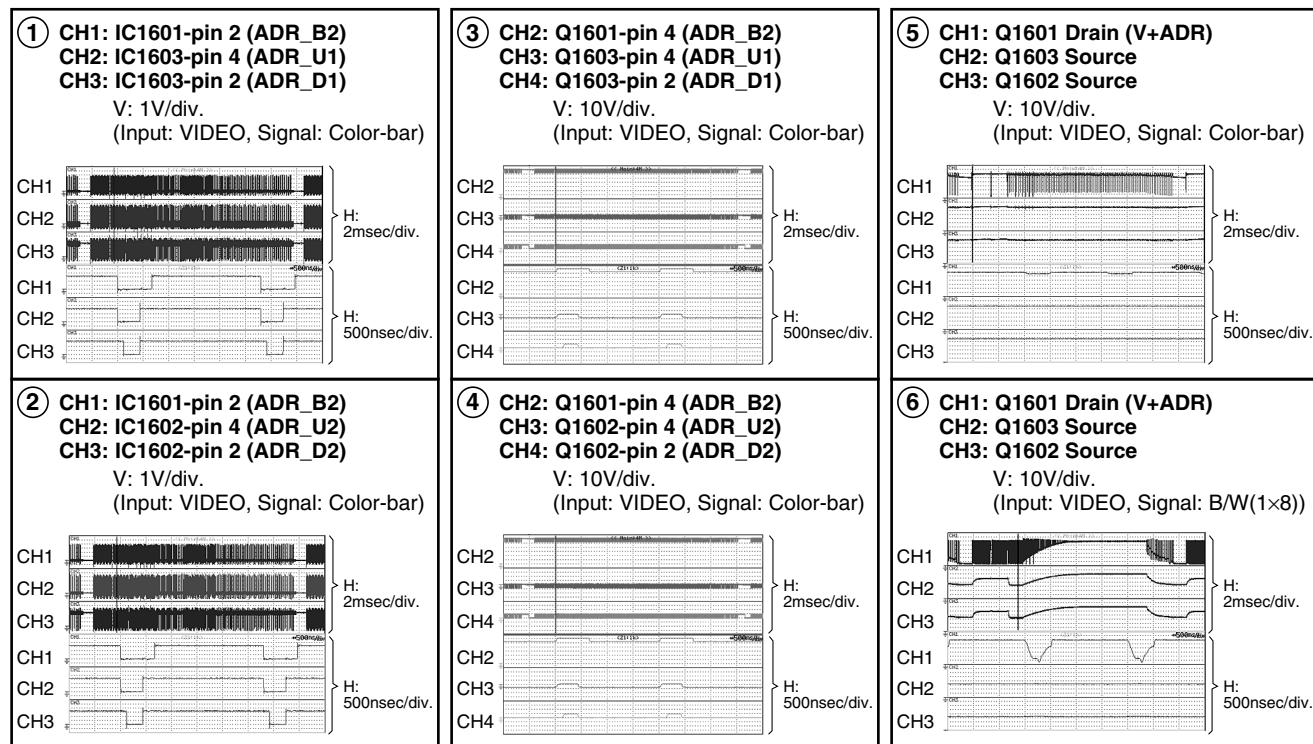 ① CH1: IC1601-pin 2 (ADR_B2)
CH2: IC1603-pin 4 (ADR_U1)
CH3: IC1603-pin 2 (ADR_D1)
V: 1V/div.
(Input: VIDEO, Signal: Color-bar)
CH1
CH2
CH3
H:
2msec/div.
CH1
CH2
CH3
H:
500nsec/div.
② CH1: IC1601-pin 2 (ADR_B2)
CH2: IC1602-pin 4 (ADR_U2)
CH3: IC1602-pin 2 (ADR_D2)
V: 1V/div.
(Input: VIDEO, Signal: Color-bar)
CH1
CH2
CH3
H:
2msec/div.
CH1
CH2
CH3
H:
500nsec/div.
③ CH2: Q1601-pin 4 (ADR_B2)
CH3: Q1603-pin 4 (ADR_U1)
CH4: Q1603-pin 2 (ADR_D1)
V: 10V/div.
(Input: VIDEO, Signal: Color-bar)
CH2
CH3
CH4
H:
2msec/div.
CH2
CH3
CH4
H:
500nsec/div.
④ CH2: Q1601-pin 4 (ADR_B2)
CH3: Q1602-pin 4 (ADR_U2)
CH4: Q1602-pin 2 (ADR_D2)
V: 10V/div.
(Input: VIDEO, Signal: Color-bar)
CH2
CH3
CH4
H:
2msec/div.
CH2
CH3
CH4
H:
500nsec/div.
⑤ CH1: Q1601 Drain (V+ADR)
CH2: Q1603 Source
CH3: Q1602 Source
V: 10V/div.
(Input: VIDEO, Signal: Color-bar)
CH1
CH2
CH3
H:
2msec/div.
CH1
CH2
CH3
H:
500nsec/div.
⑥ CH1: Q1601 Drain (V+ADR)
CH2: Q1603 Source
CH3: Q1602 Source
V: 10V/div.
(Input: VIDEO, Signal: B/W(1×8))
CH1
CH2
CH3
H:
2msec/div.
CH1
CH2
CH3
H:
500nsec/div.